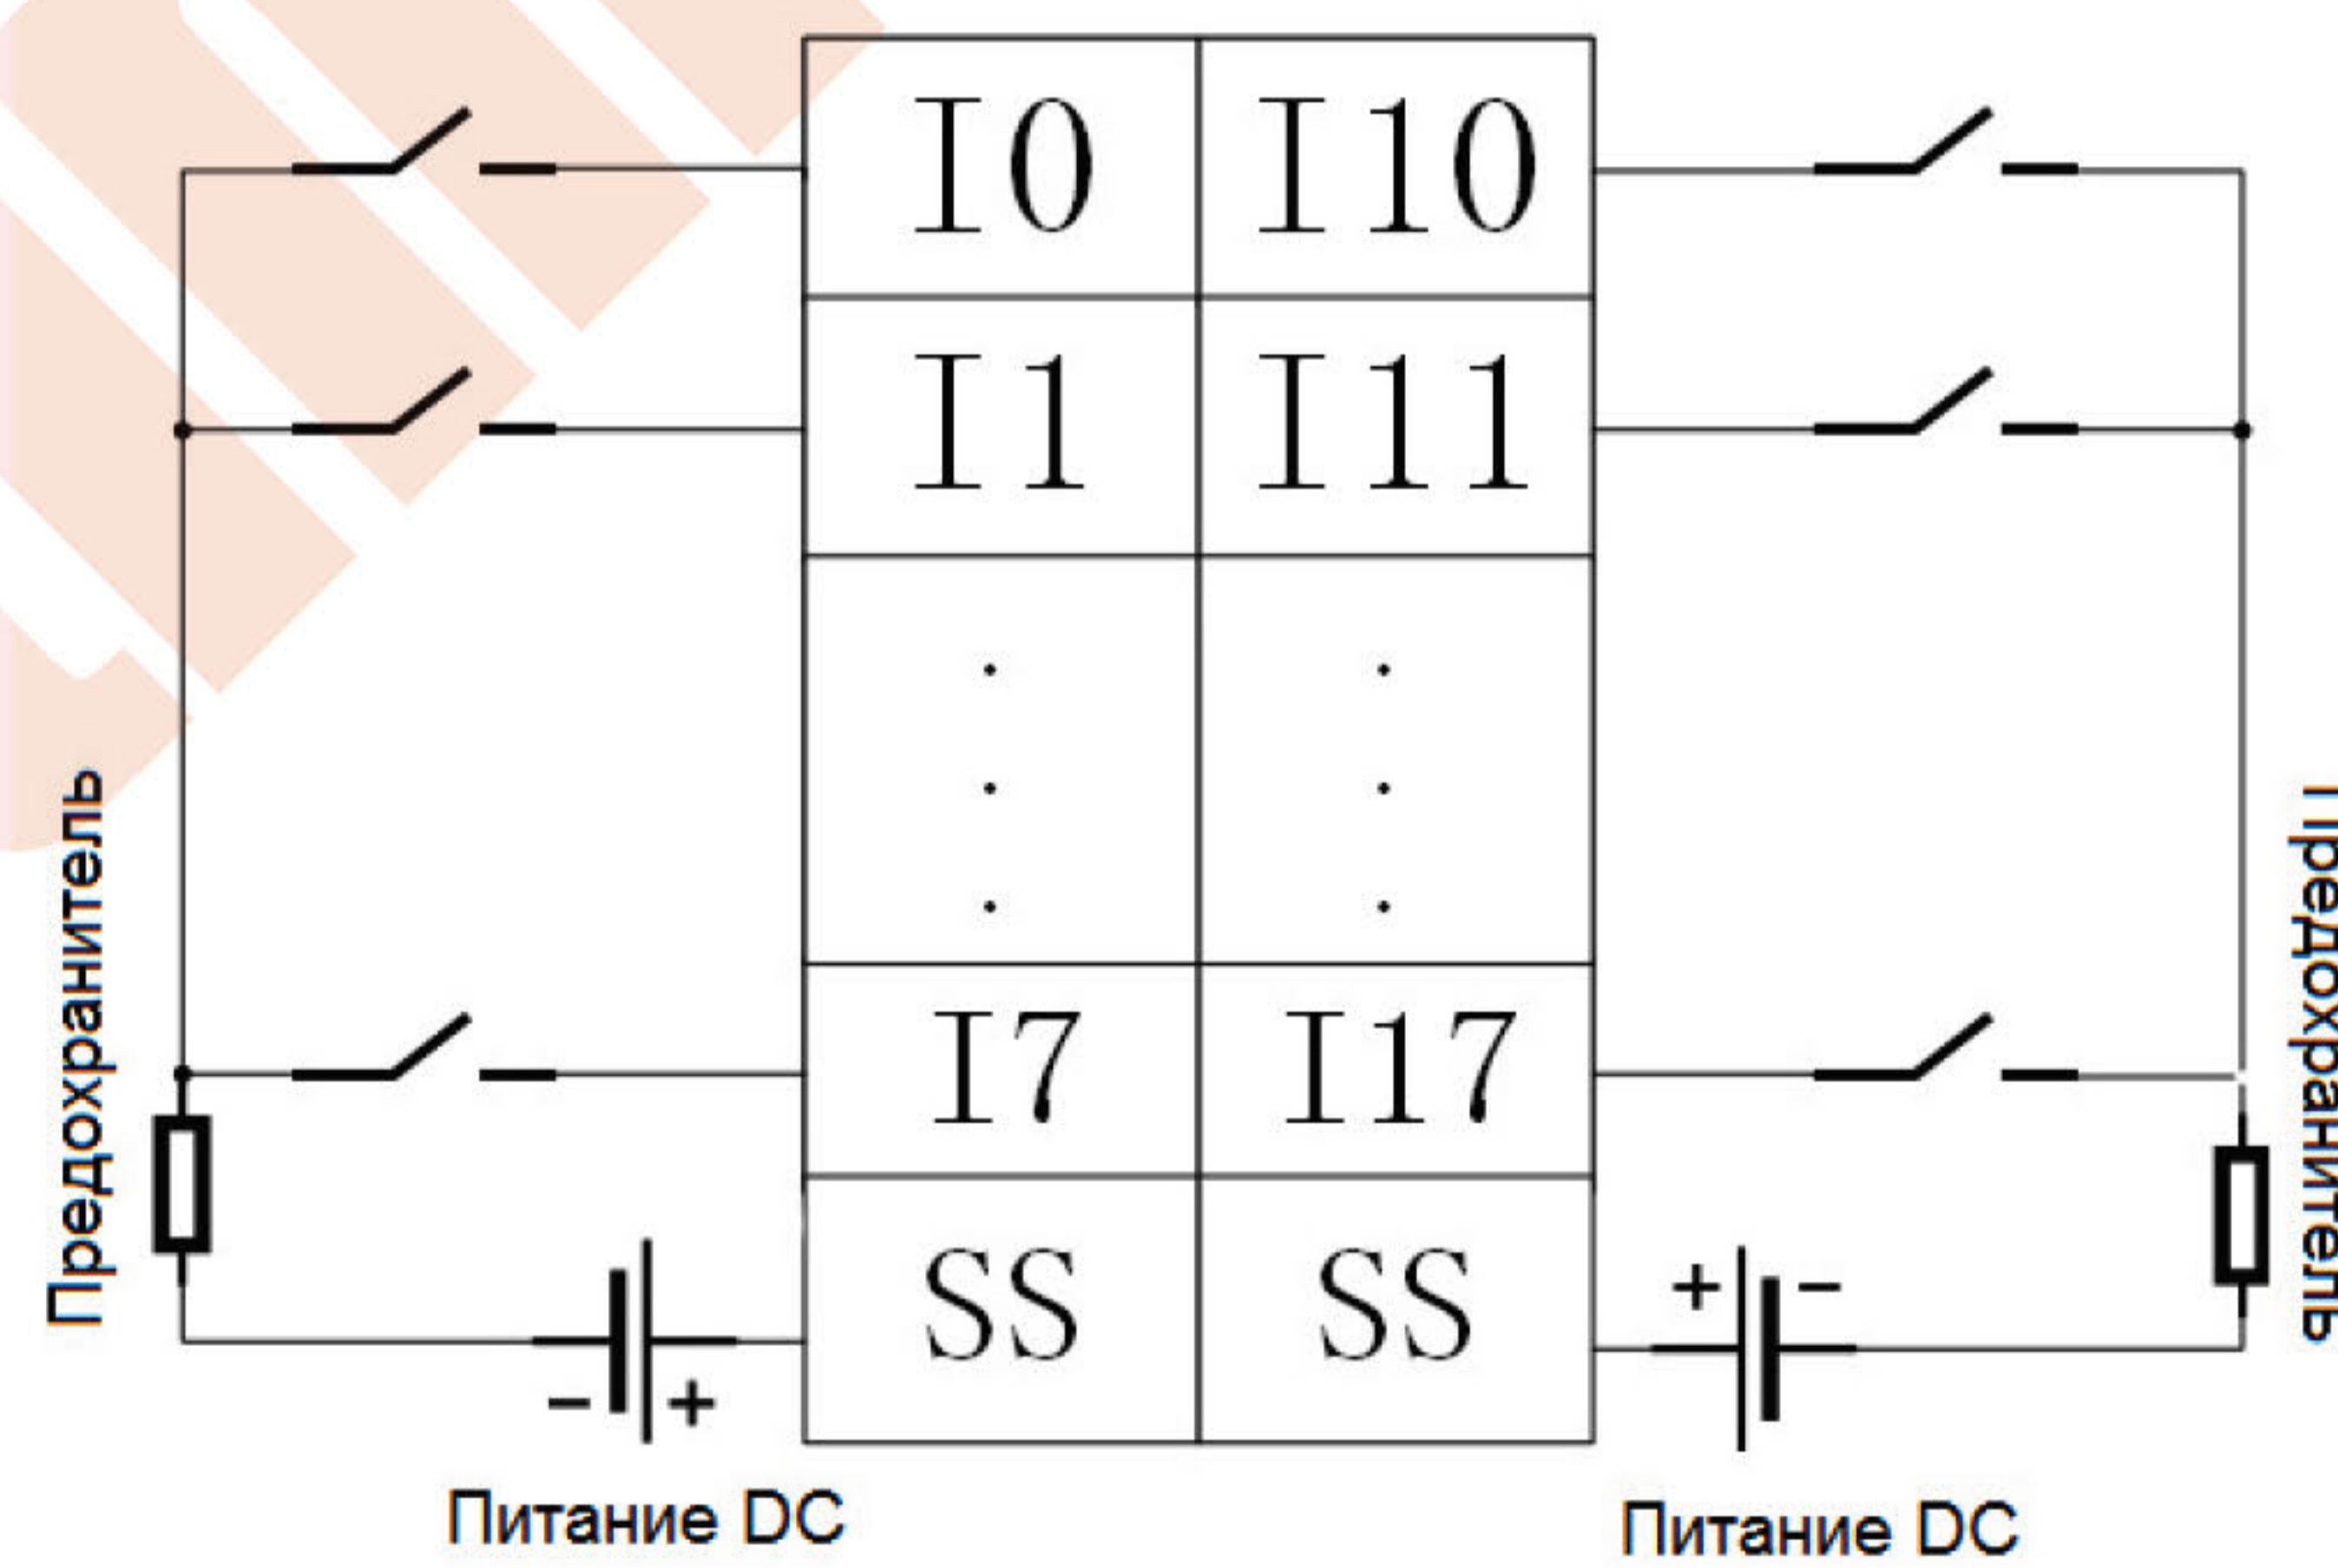 I0 I10
I1 I11
. .
. .
. .
I7 I17
SS SS
Предохранитель
Предохранитель
- +
+ -
Питание DC
Питание DC